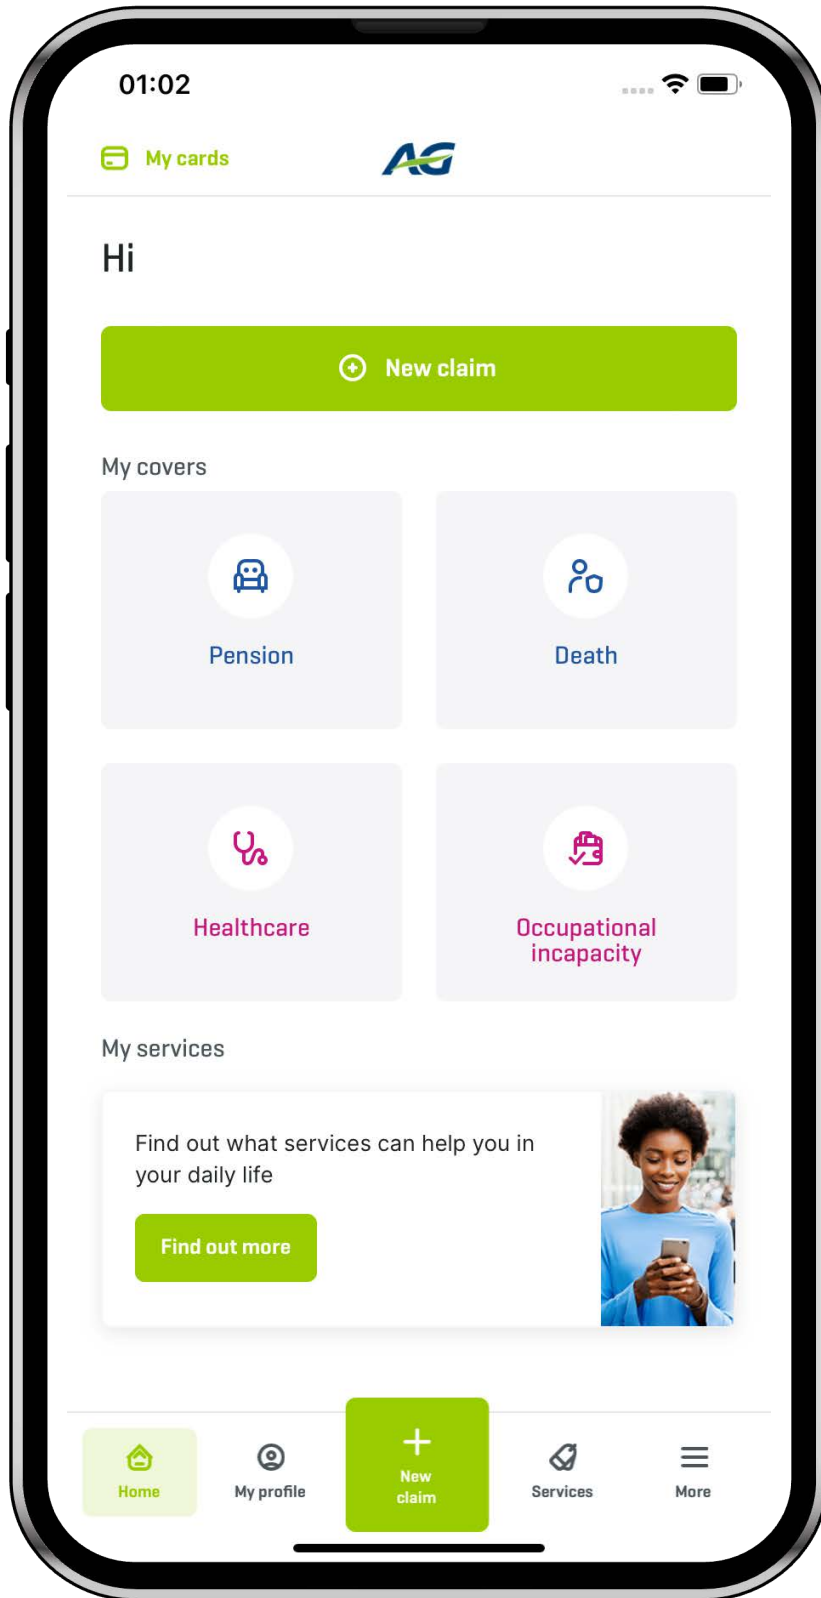 01:02
My cards
AG
Hi
New claim
My covers
Pension
Death
Healthcare
Occupational
incapacity
My services
Find out what services can help you in
your daily life
Find out more
Home
My profile
New
claim
Services
More